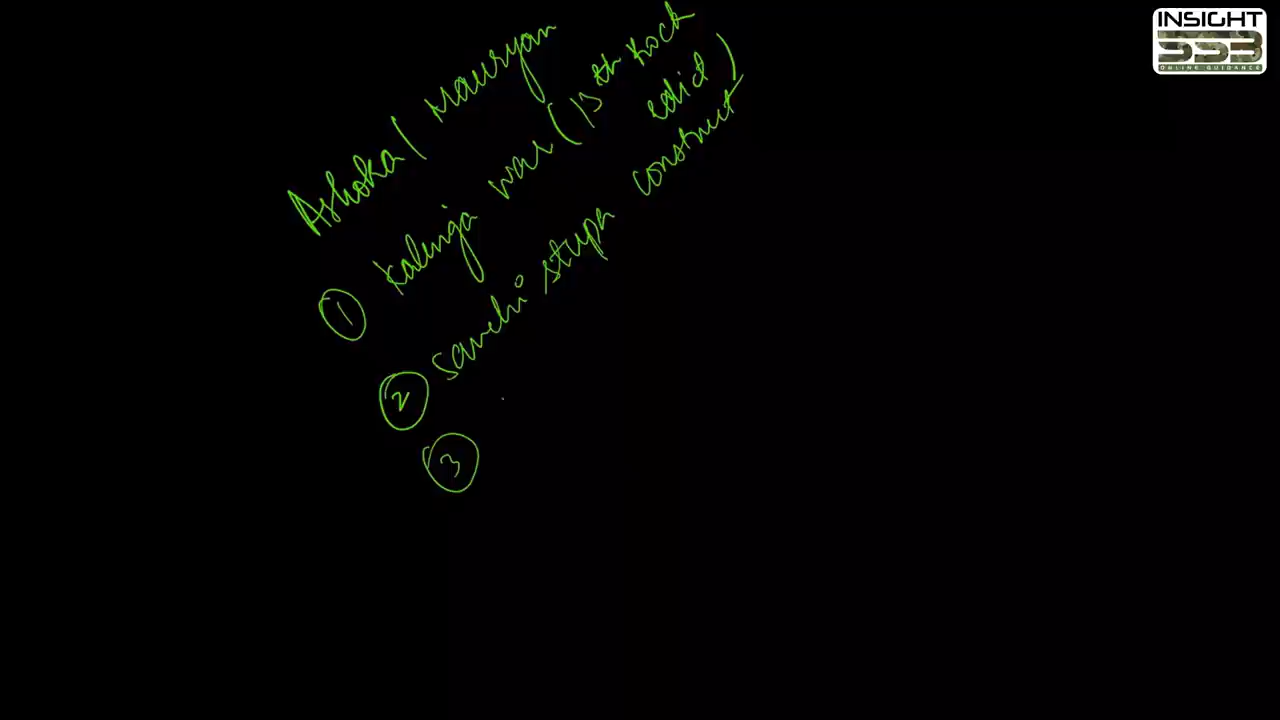 INSIGHT
SSB
ONLINE GUIDANCE
Ashoka / Mauryan
① Kalinga war (13th Rock
edict)
② sanchi stupa construct
③